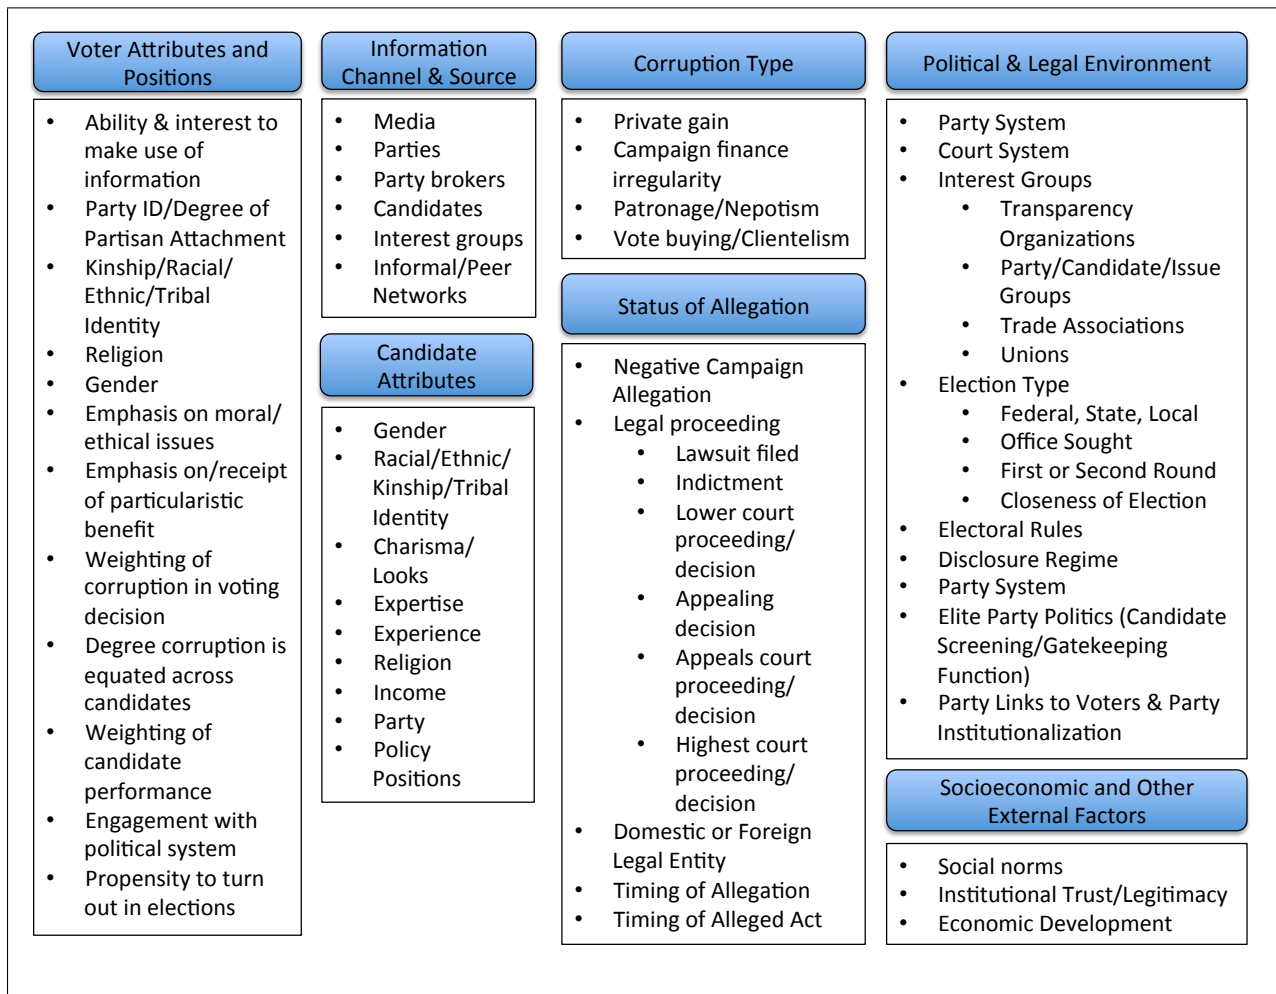 Voter Attributes and
Positions
• Ability & interest to
make use of
information
• Party ID/Degree of
Partisan Attachment
• Kinship/Racial/
Ethnic/Tribal
Identity
• Religion
• Gender
• Emphasis on moral/
ethical issues
• Emphasis on/receipt
of particularistic
benefit
• Weighting of
corruption in voting
decision
• Degree corruption is
equated across
candidates
• Weighting of
candidate
performance
• Engagement with
political system
• Propensity to turn
out in elections
Information
Channel & Source
• Media
• Parties
• Party brokers
• Candidates
• Interest groups
• Informal/Peer
Networks
Candidate
Attributes
• Gender
• Racial/Ethnic/
Kinship/Tribal
Identity
• Charisma/
Looks
• Expertise
• Experience
• Religion
• Income
• Party
• Policy
Positions
Corruption Type
• Private gain
• Campaign finance
irregularity
• Patronage/Nepotism
• Vote buying/Clientelism
Status of Allegation
• Negative Campaign
Allegation
• Legal proceeding
• Lawsuit filed
• Indictment
• Lower court
proceeding/
decision
• Appealing
decision
• Appeals court
proceeding/
decision
• Highest court
proceeding/
decision
• Domestic or Foreign
Legal Entity
• Timing of Allegation
• Timing of Alleged Act
Political & Legal Environment
• Party System
• Court System
• Interest Groups
• Transparency
Organizations
• Party/Candidate/Issue
Groups
• Trade Associations
• Unions
• Election Type
• Federal, State, Local
• Office Sought
• First or Second Round
• Closeness of Election
• Electoral Rules
• Disclosure Regime
• Party System
• Elite Party Politics (Candidate
Screening/Gatekeeping
Function)
• Party Links to Voters & Party
Institutionalization
Socioeconomic and Other
External Factors
• Social norms
• Institutional Trust/Legitimacy
• Economic Development